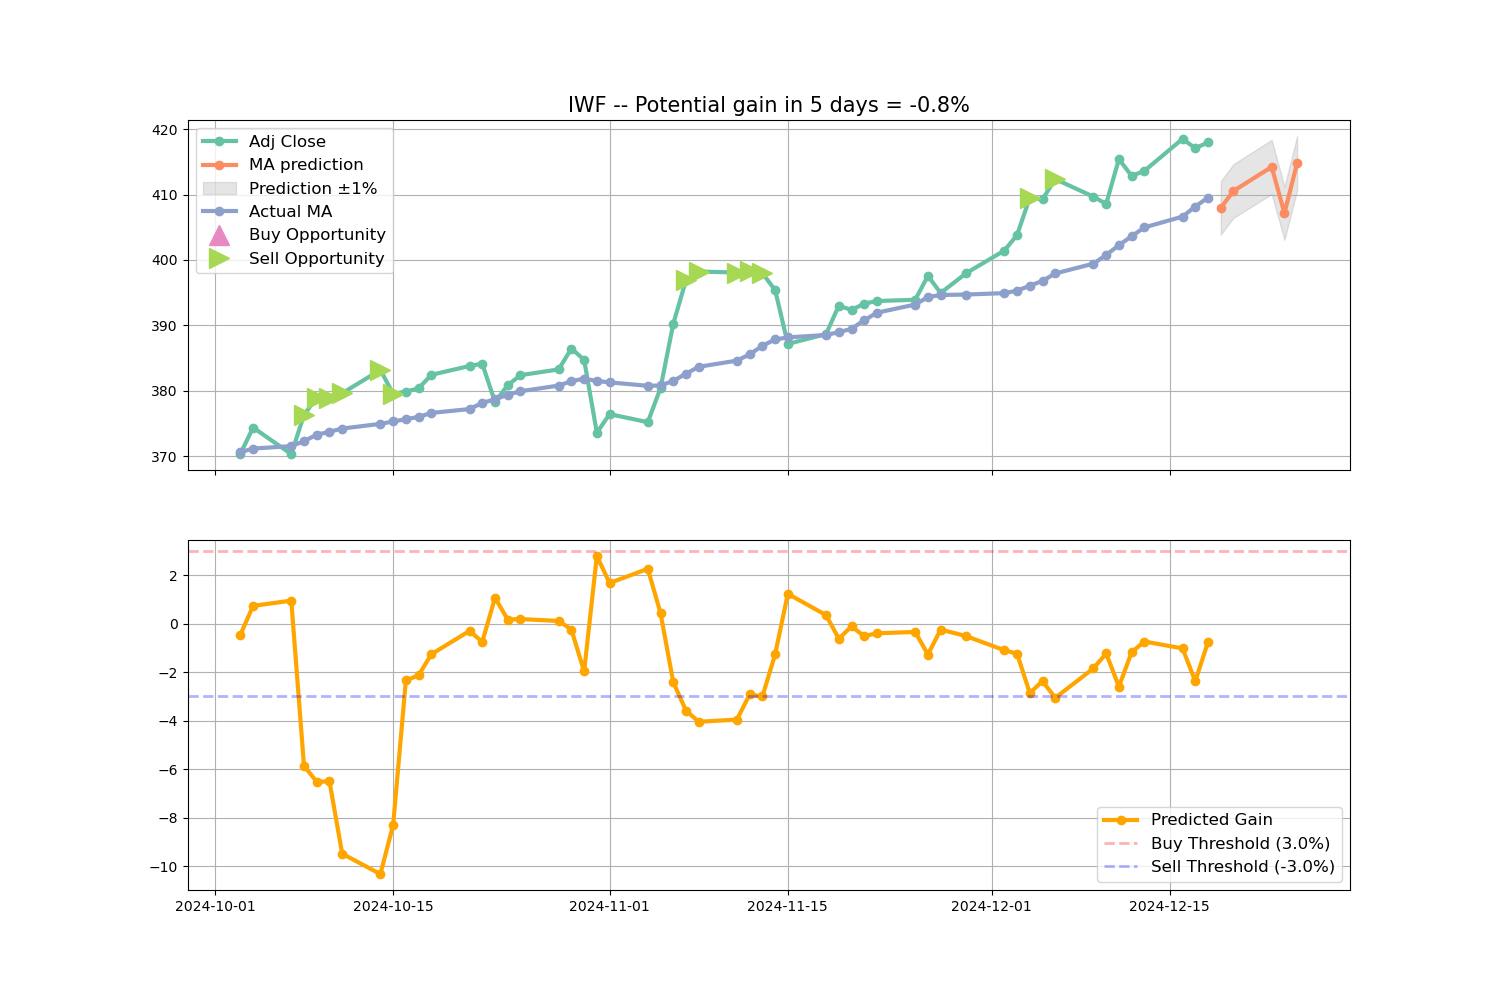 IWF -- Potential gain in 5 days = -0.8%
420
410
400
390
380
370
Adj Close
MA prediction
Prediction ±1%
Actual MA
Buy Opportunity
Sell Opportunity
2
0
−2
−4
−6
−8
−10
Predicted Gain
Buy Threshold (3.0%)
Sell Threshold (-3.0%)
2024-10-01
2024-10-15
2024-11-01
2024-11-15
2024-12-01
2024-12-15